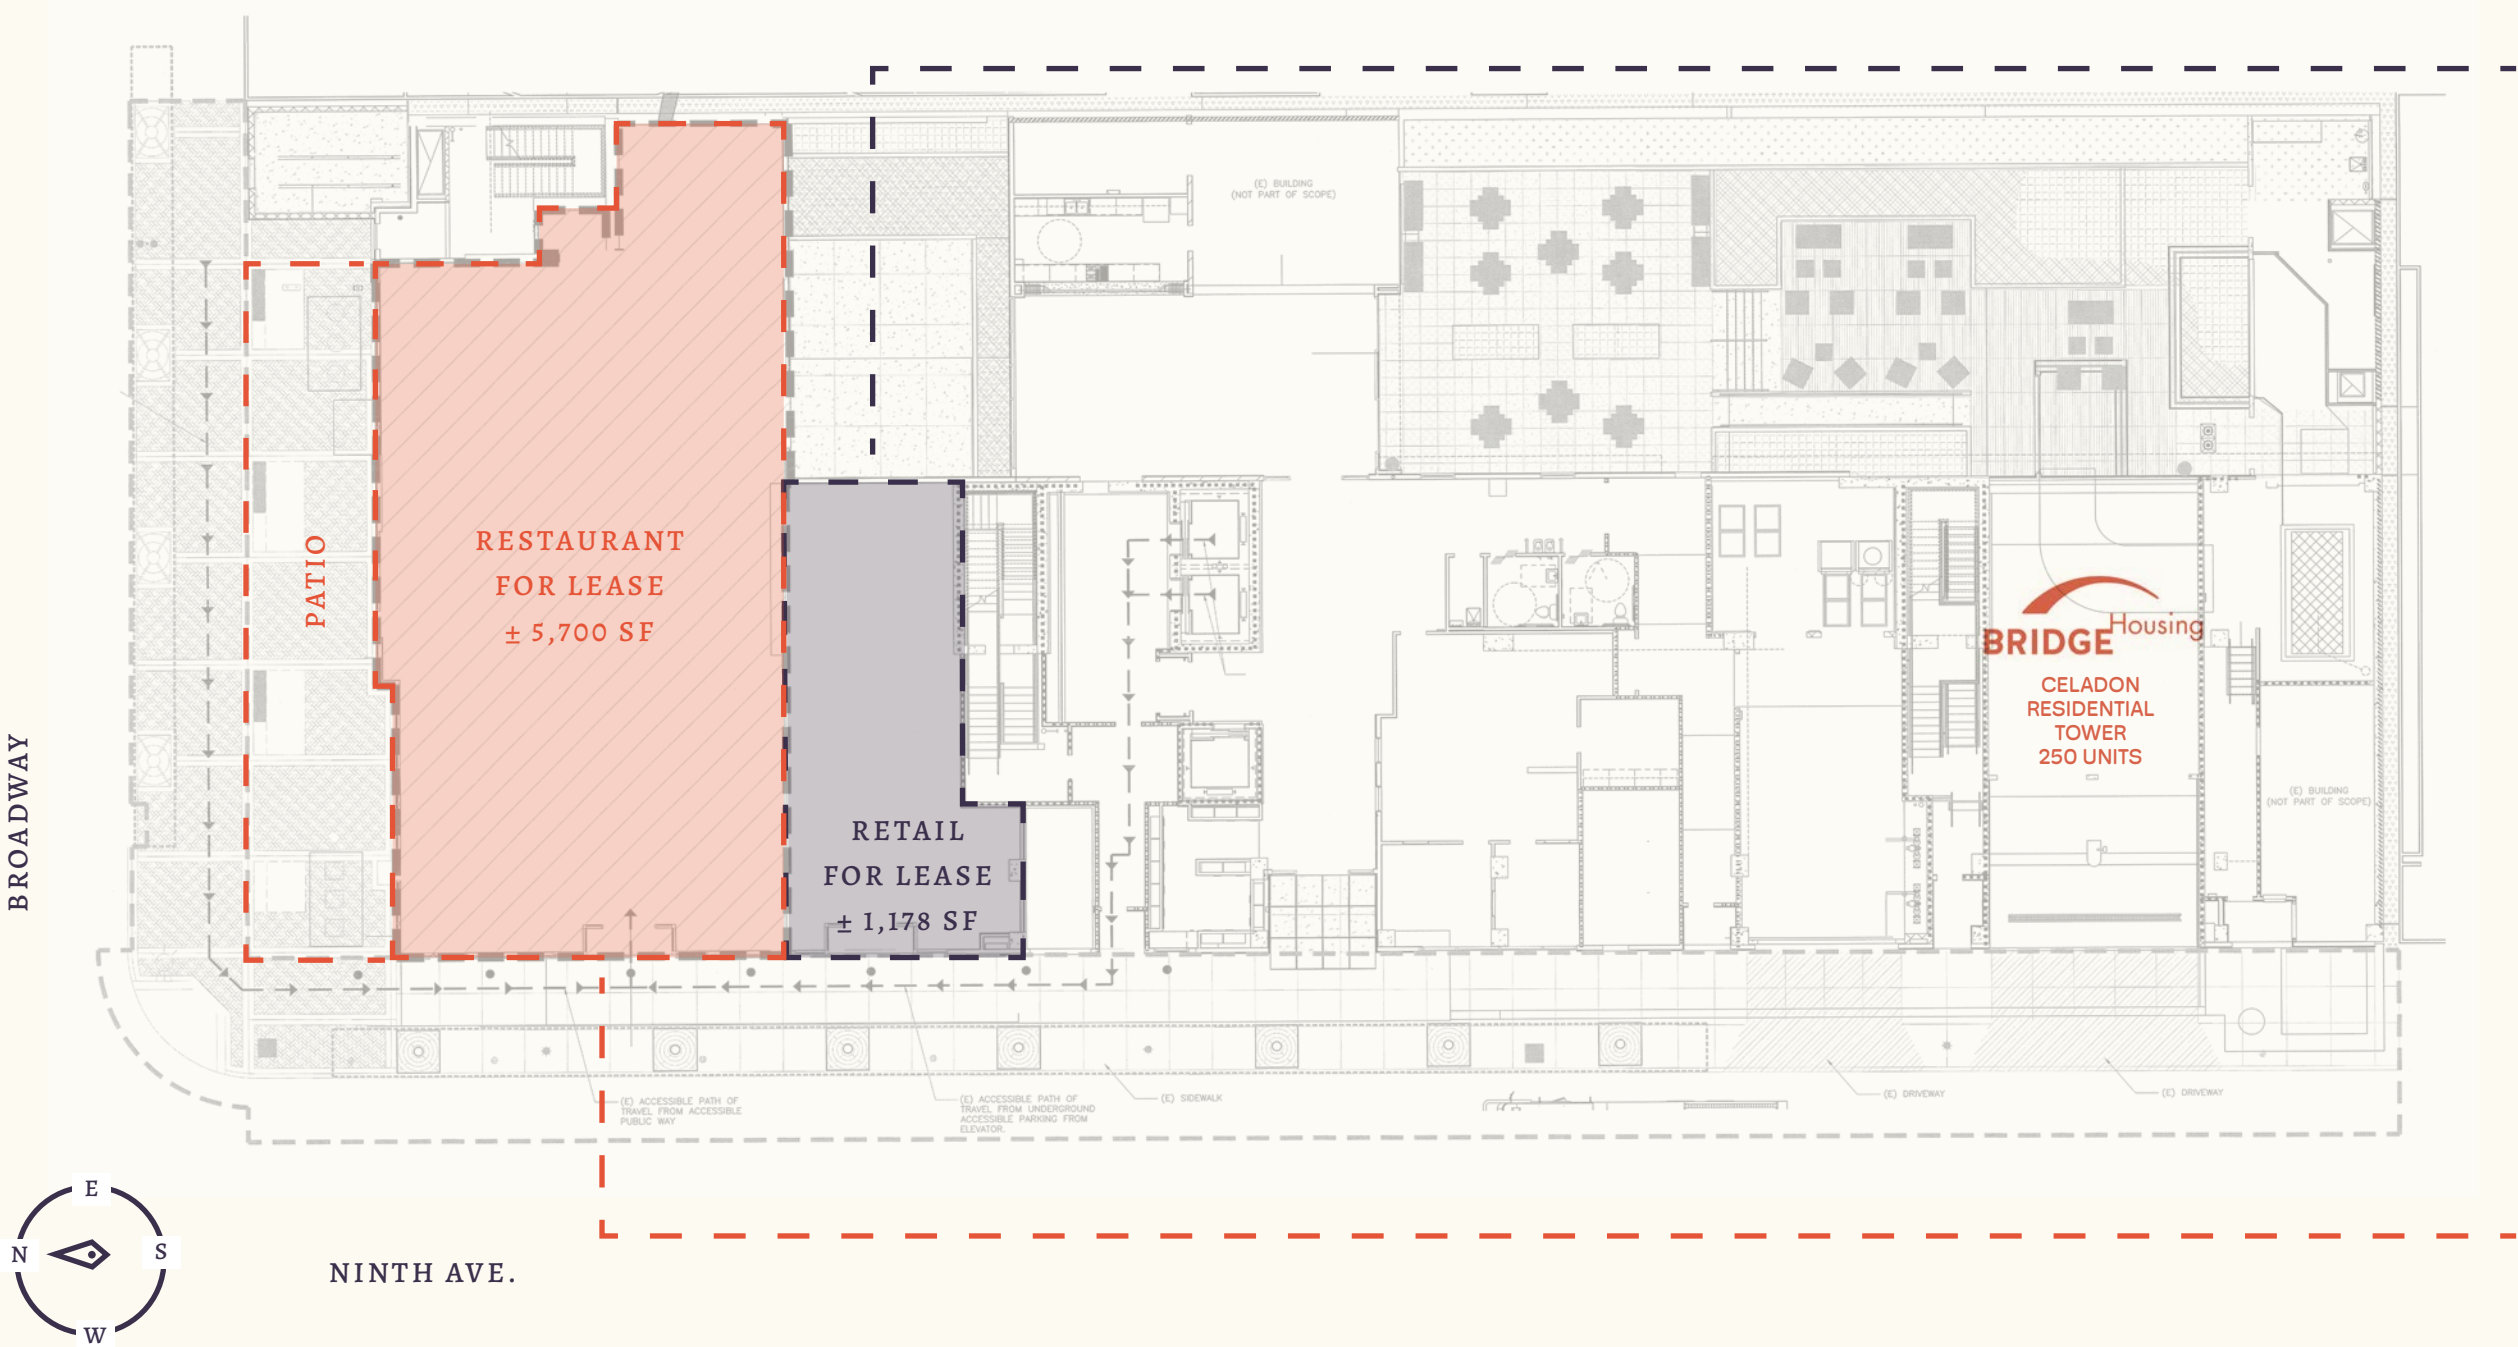 (E) BUILDING
(NOT PART OF SCOPE)
PATIO
RESTAURANT
FOR LEASE
± 5,700 SF
RETAIL
FOR LEASE
± 1,178 SF
BRIDGE Housing
CELADON
RESIDENTIAL
TOWER
250 UNITS
(E) BUILDING
(NOT PART OF SCOPE)
BROADWAY
(E) ACCESSIBLE PATH OF
TRAVEL FROM ACCESSIBLE
PUBLIC WAY
(E) ACCESSIBLE PATH OF
TRAVEL FROM UNDERGROUND
ACCESSIBLE PARKING FROM
ELEVATOR.
(E) SIDEWALK
(E) DRIVEWAY
(E) DRIVEWAY
E
N
S
W
NINTH AVE.